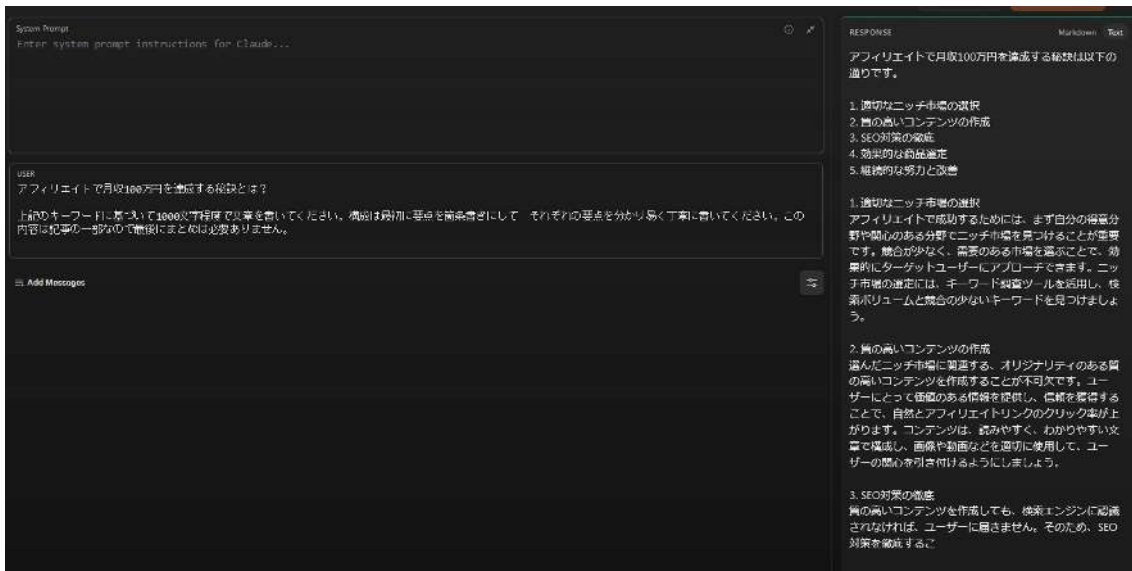 System Prompt
Enter system prompt instructions for Claude...
USER
アフィリエイトで月収100万円を達成する秘訣とは？
上記のキーワードに基づいて1000文字程度で文章を書いてください。構成は最初に要点を箇条書きにして　それぞれの要点を分かり易く丁寧に書いてください。この
内容は記事の一部なので最後にまとめは必要ありません。
Add Messages
RESPONSE
Markdown Text
アフィリエイトで月収100万円を達成する秘訣は以下の
通りです。
1. 適切なニッチ市場の選択
2. 質の高いコンテンツの作成
3. SEO対策の徹底
4. 効果的な商品選定
5. 継続的な努力と改善
1. 適切なニッチ市場の選択
アフィリエイトで成功するためには、まず自分の得意分
野や関心のある分野でニッチ市場を見つけることが重要
です。競合が少なく、需要のある市場を選ぶことで、効
果的にターゲットユーザーにアプローチできます。ニッ
チ市場の選定には、キーワード調査ツールを活用し、検
索ボリュームと競合の少ないキーワードを見つけましょ
う。
2. 質の高いコンテンツの作成
選んだニッチ市場に関連する、オリジナリティのある質
の高いコンテンツを作成することが不可欠です。ユー
ザーにとって価値のある情報を提供し、信頼を獲得する
ことで、自然とアフィリエイトリンクのクリック率が上
がります。コンテンツは、読みやすく、わかりやすい文
章で構成し、画像や動画などを適切に使用して、ユー
ザーの関心を引き付けるようにしましょう。
3. SEO対策の徹底
質の高いコンテンツを作成しても、検索エンジンに認識
されなければ、ユーザーに届きません。そのため、SEO
対策を徹底するこ